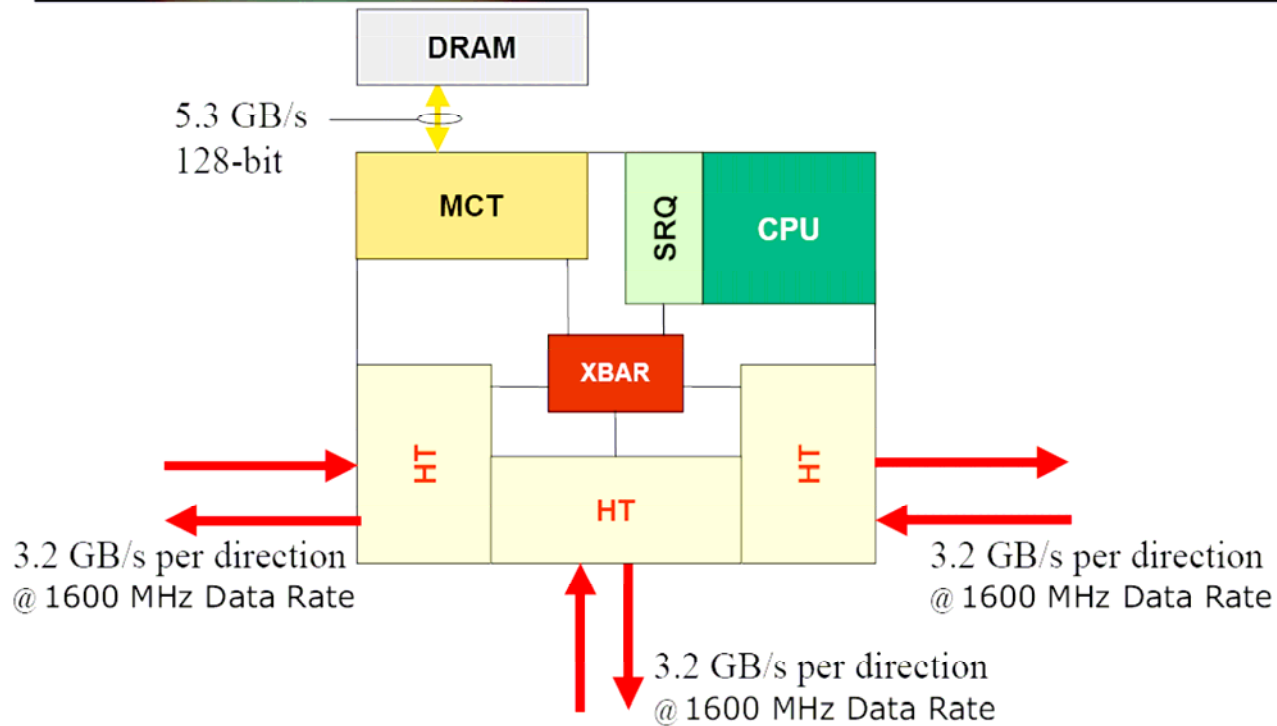 DRAM
5.3 GB/s
128-bit
MCT
SRQ
CPU
XBAR
HT
HT
HT
3.2 GB/s per direction
@ 1600 MHz Data Rate
3.2 GB/s per direction
@ 1600 MHz Data Rate
3.2 GB/s per direction
@ 1600 MHz Data Rate